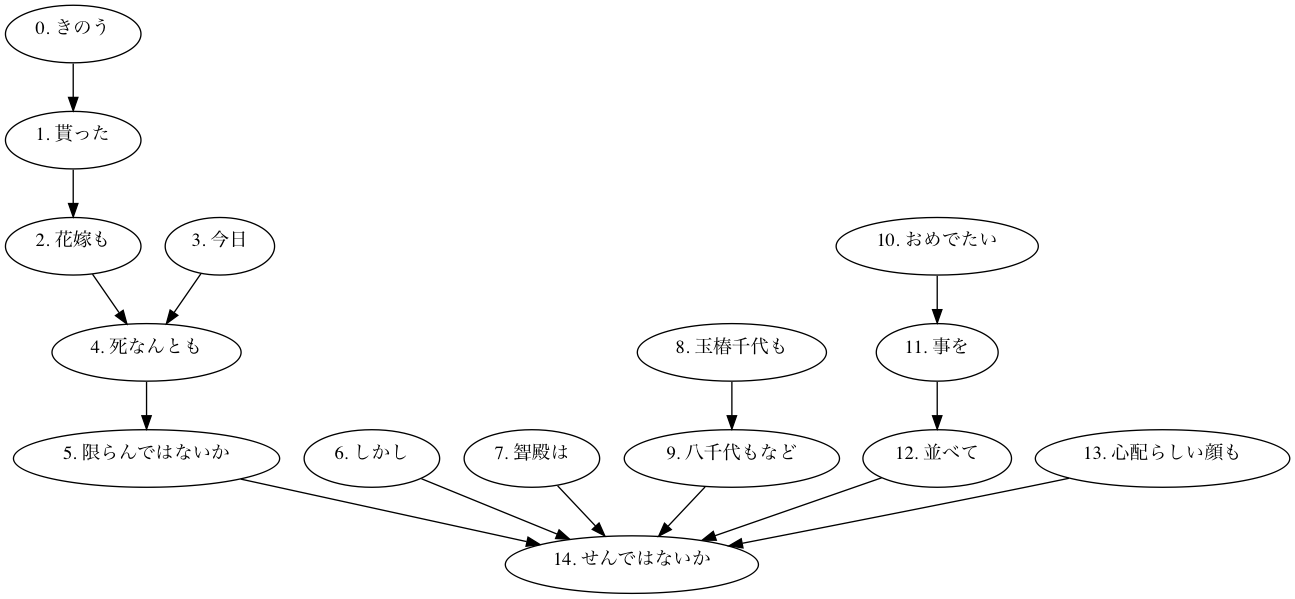 0. きのう
1. 貰った
2. 花嫁も
3. 今日
4. 死なんとも
5. 限らんではないか
6. しかし
7. 聟殿は
8. 玉椿千代も
9. 八千代もなど
10. おめでたい
11. 事を
12. 並べて
13. 心配らしい顔も
14. せんではないか